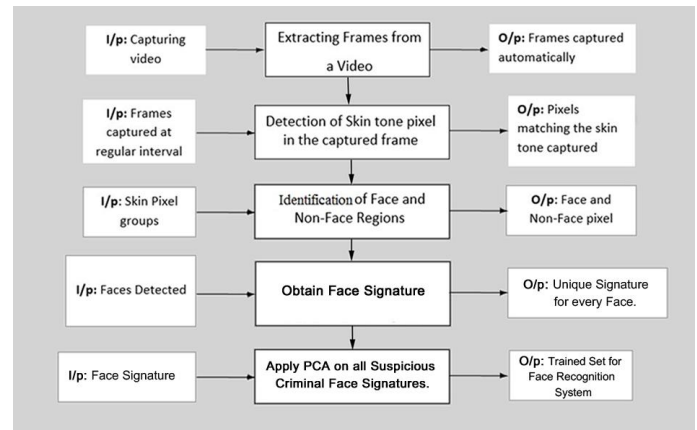 I/p: Capturing
video
Extracting Frames from
a Video
O/p: Frames captured
automatically
I/p: Frames
captured at
regular interval
Detection of Skin tone pixel
in the captured frame
O/p: Pixels
matching the skin
tone captured
I/p: Skin Pixel
groups
Identification of Face and
Non-Face Regions
O/p: Face and
Non-Face pixel
I/p: Faces Detected
Obtain Face Signature
O/p: Unique Signature
for every Face.
I/p: Face Signature
Apply PCA on all Suspicious
Criminal Face Signatures.
O/p: Trained Set for
Face Recognition
System